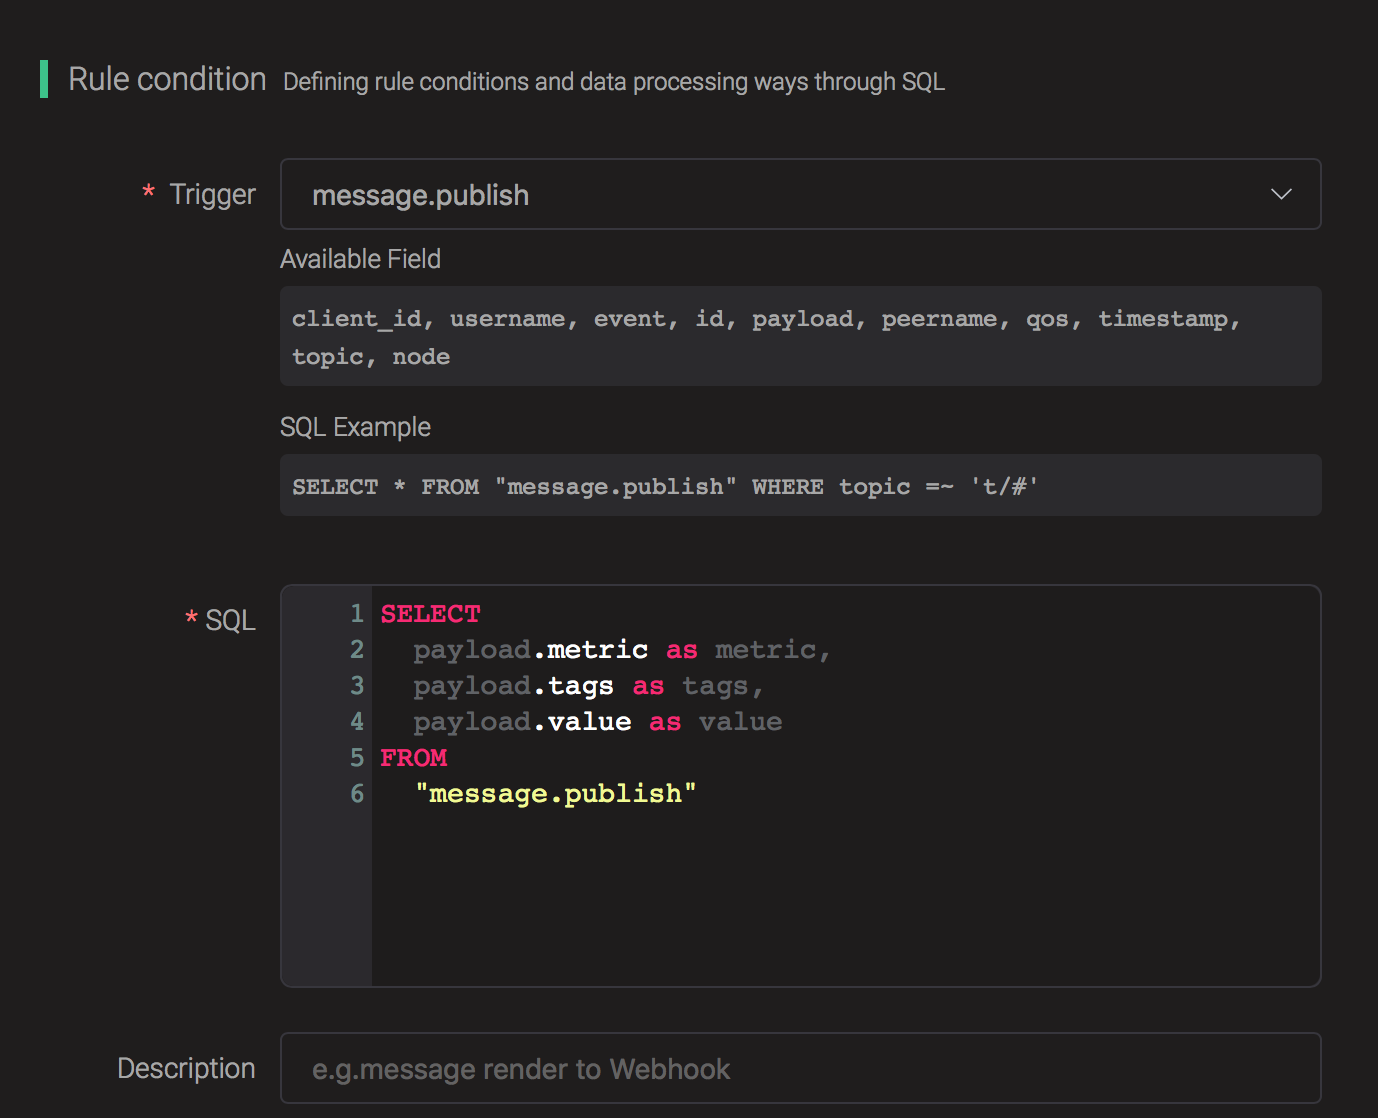 Rule condition Defining rule conditions and data processing ways through SQL
* Trigger message.publish
Available Field
client_id, username, event, id, payload, peername, qos, timestamp,
topic, node
SQL Example
SELECT * FROM "message.publish" WHERE topic =~ 't/#'
* SQL
1 SELECT
2 payload.metric as metric,
3 payload.tags as tags,
4 payload.value as value
5 FROM
6 "message.publish"
Description e.g.message render to Webhook